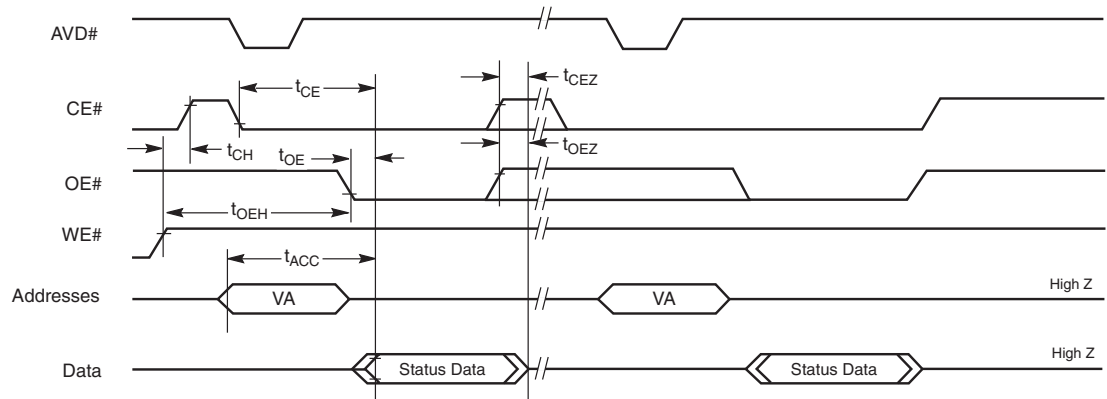 AVD#
tCEZ
tCE
CE#
tCH
tOE
tOEZ
OE#
tOEH
WE#
tACC
Addresses
VA
VA
High Z
Data
Status Data
Status Data
High Z